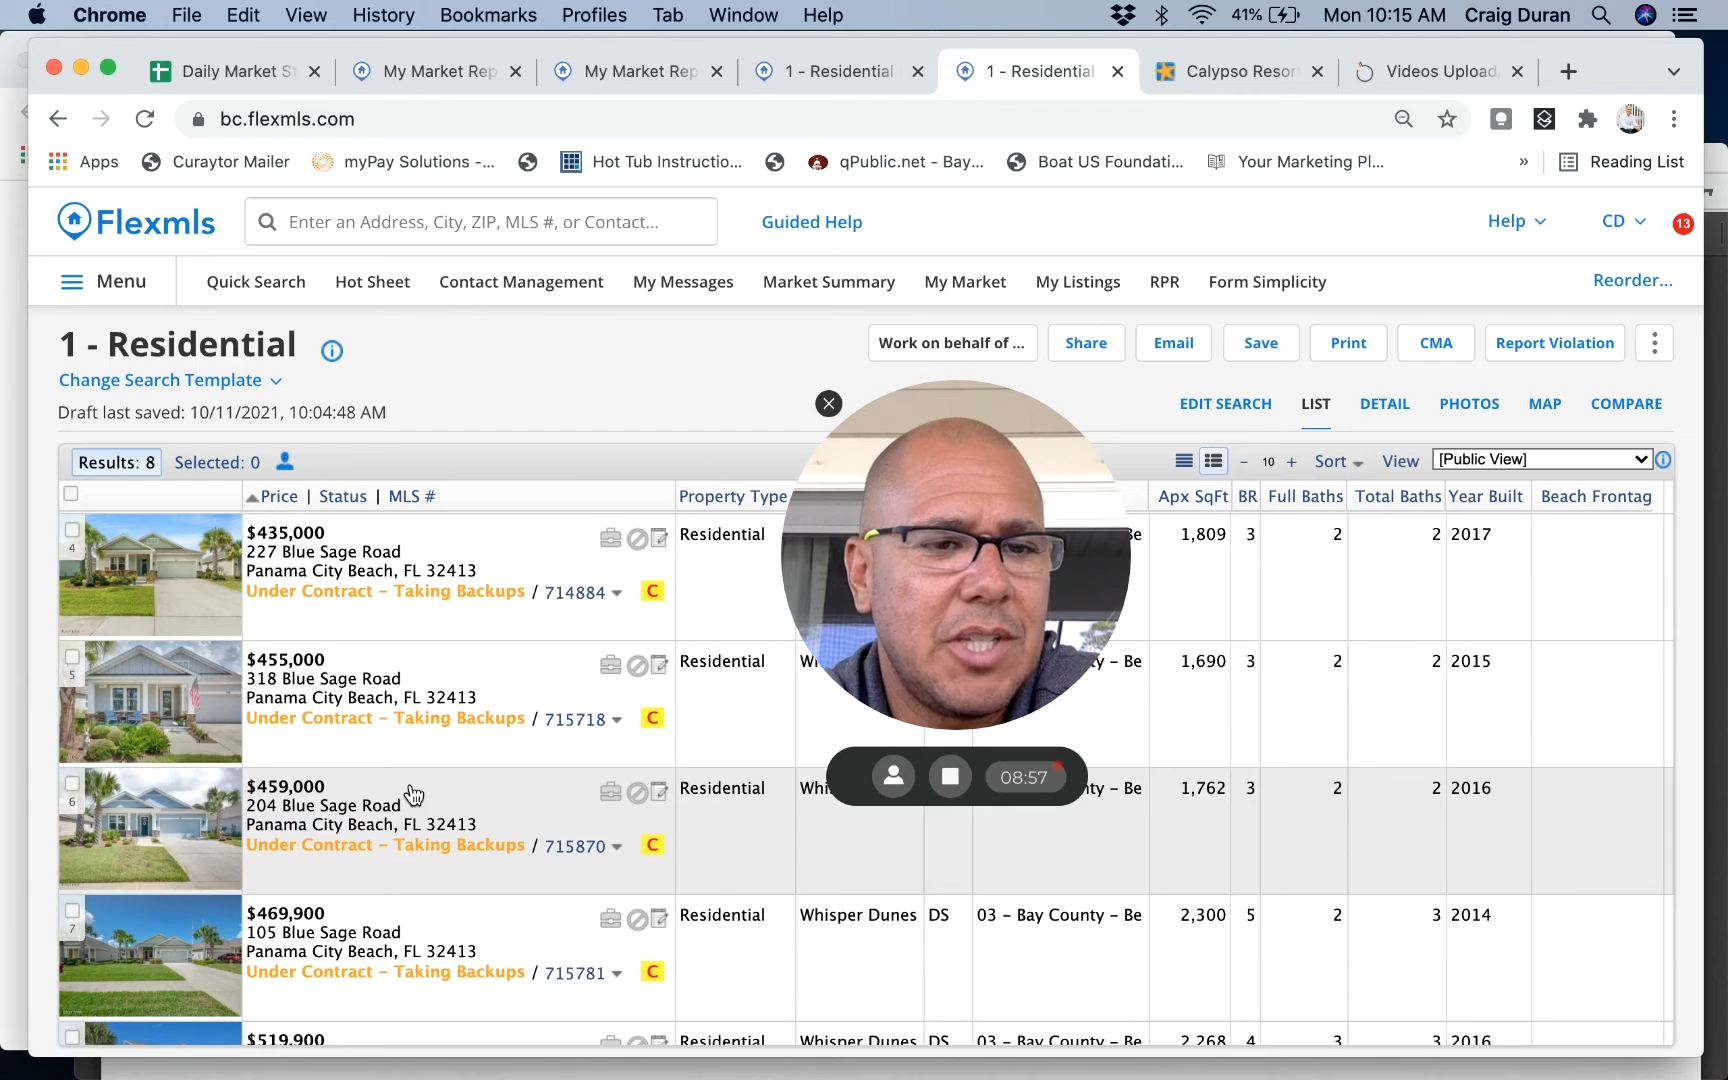 Chrome File Edit View History Bookmarks Profiles Tab Window Help 41% Mon 10:15 AM Craig Duran
Daily Market St My Market Rep My Market Rep 1 - Residential 1 - Residential Calypso Resor Videos Upload
bc.flexmls.com
Apps Curaytor Mailer myPay Solutions -... Hot Tub Instructio... qPublic.net - Bay... Boat US Foundati... Your Marketing Pl... » Reading List
Flexmls Enter an Address, City, ZIP, MLS #, or Contact... Guided Help Help CD 13
Menu Quick Search Hot Sheet Contact Management My Messages Market Summary My Market My Listings RPR Form Simplicity Reorder...
1 - Residential
Work on behalf of ... Share Email Save Print CMA Report Violation
Change Search Template
Draft last saved: 10/11/2021, 10:04:48 AM
EDIT SEARCH LIST DETAIL PHOTOS MAP COMPARE
Results: 8 Selected: 0 - 10 + Sort View [Public View]
Price | Status | MLS # Property Type Apx SqFt BR Full Baths Total Baths Year Built Beach Frontag
4 $435,000 Residential Be 1,809 3 2 2 2017
227 Blue Sage Road
Panama City Beach, FL 32413
Under Contract - Taking Backups / 714884 C
5 $455,000 Residential ty - Be 1,690 3 2 2 2015
318 Blue Sage Road
Panama City Beach, FL 32413
Under Contract - Taking Backups / 715718 C
6 $459,000 Residential Whi nty - Be 1,762 3 2 2 2016
204 Blue Sage Road
Panama City Beach, FL 32413
Under Contract - Taking Backups / 715870 C
08:57
7 $469,900 Residential Whisper Dunes DS 03 - Bay County - Be 2,300 5 2 3 2014
105 Blue Sage Road
Panama City Beach, FL 32413
Under Contract - Taking Backups / 715781 C
$519,900 Residential Whisper Dunes DS 03 - Bay County - Be 2,268 4 3 3 2016